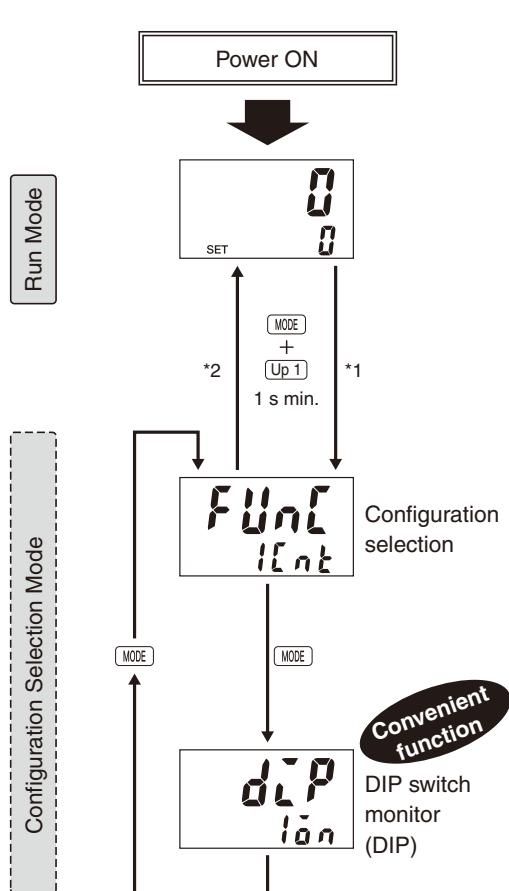 Power ON
Run Mode
0
SET 0
MODE
+
Up 1
*2
*1
1 s min.
Configuration Selection Mode
FUnC
1Cnt
Configuration
selection
MODE
MODE
Convenient
function
diP
1on
DIP switch
monitor
(DIP)